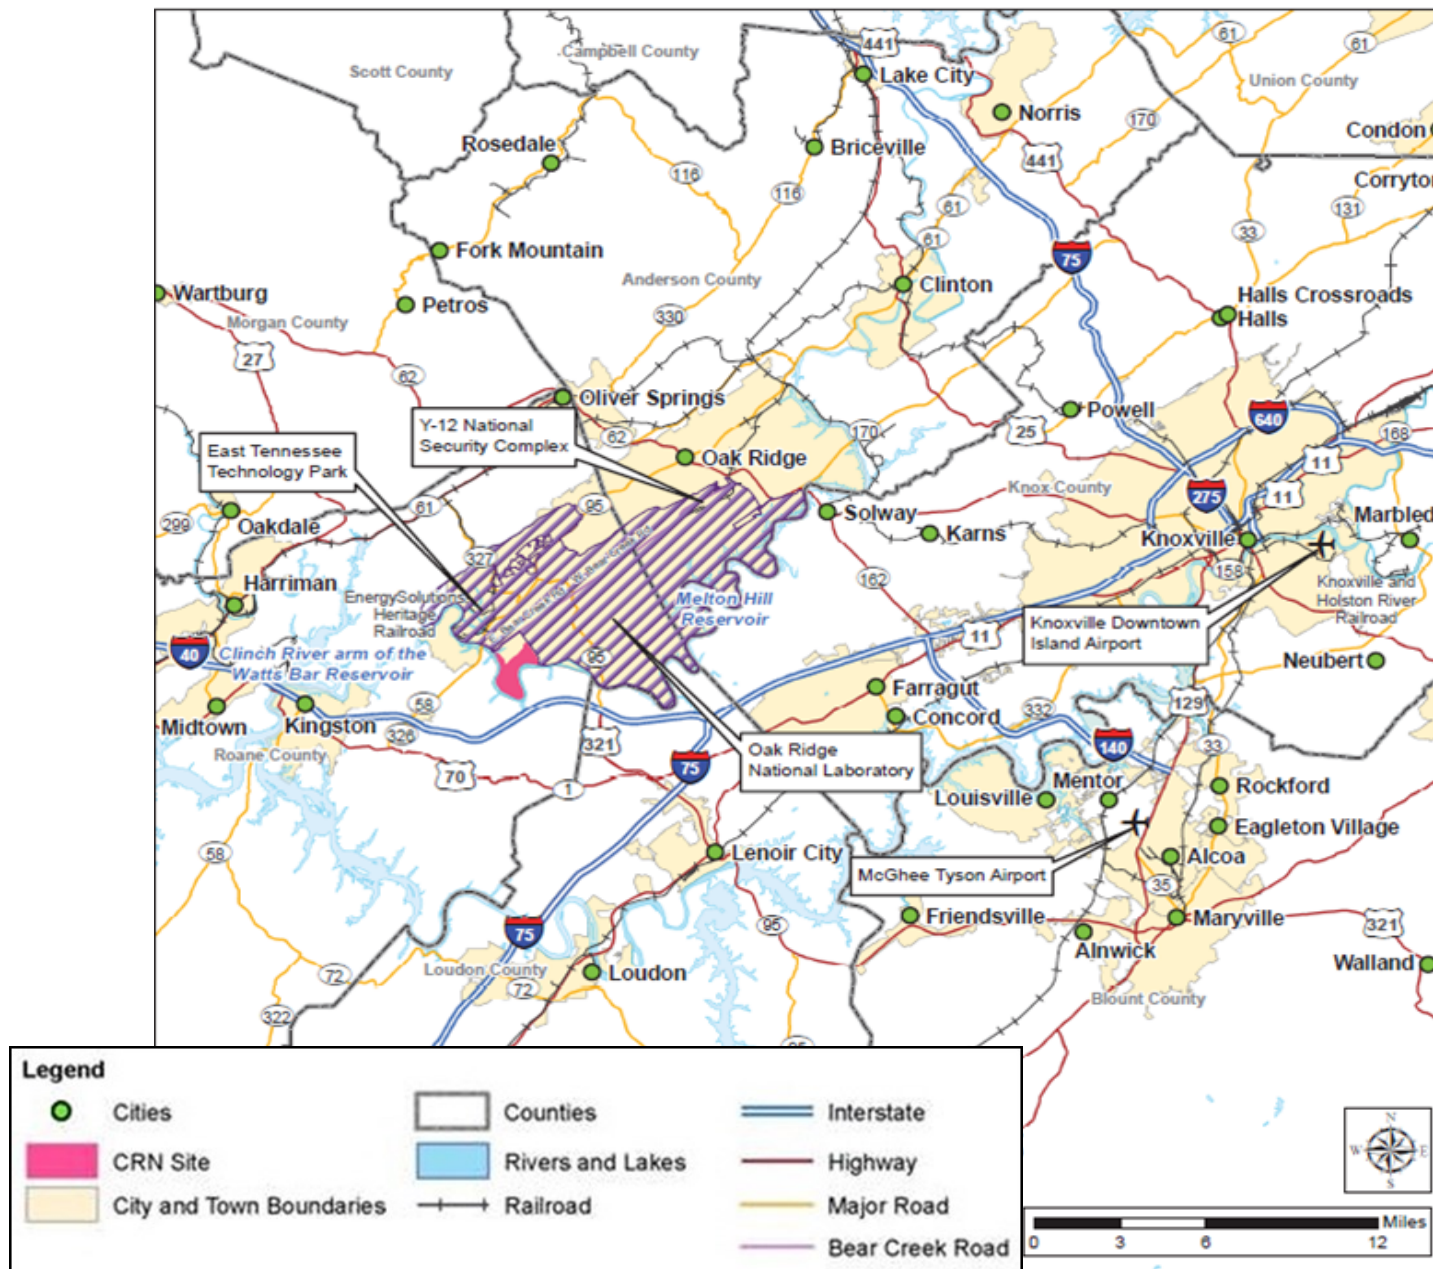 Scott County
Campbell County
441
Lake City
61
61
Union County
Norris
170
Condon
Rosedale
Briceville
441
116
116
Corryton
131
61
33
61
Fork Mountain
75
Anderson County
Clinton
Wartburg
Petros
Halls Crossroads
Halls
Morgan County
330
27
62
Oliver Springs
Powell
640
Y-12 National
Security Complex
62
170
25
168
East Tennessee
Technology Park
Oak Ridge
11
Knox County
275
11
61
95
Solway
Marbled
299
Oakdale
Karns
Knoxville
327
W Bear Creek Rd
162
158
Harriman
EnergySolutions
Heritage
Railroad
Melton Hill
Reservoir
Knoxville and
Holston River
Railroad
Knoxville Downtown
Island Airport
11
40
Clinch River arm of the
Watts Bar Reservoir
95
Neubert
Farragut
Midtown
Kingston
58
Concord
332
129
326
321
140
33
Roane County
Oak Ridge
National Laboratory
70
75
1
Louisville
Mentor
Rockford
Eagleton Village
58
Lenoir City
Alcoa
McGhee Tyson Airport
35
75
95
Friendsville
Maryville
321
Alnwick
Walland
Loudon County
72
Loudon
72
Blount County
322
95
Legend
Cities
Counties
Interstate
CRN Site
Rivers and Lakes
Highway
City and Town Boundaries
Railroad
Major Road
Bear Creek Road
N
W
E
S
Miles
0
3
6
12